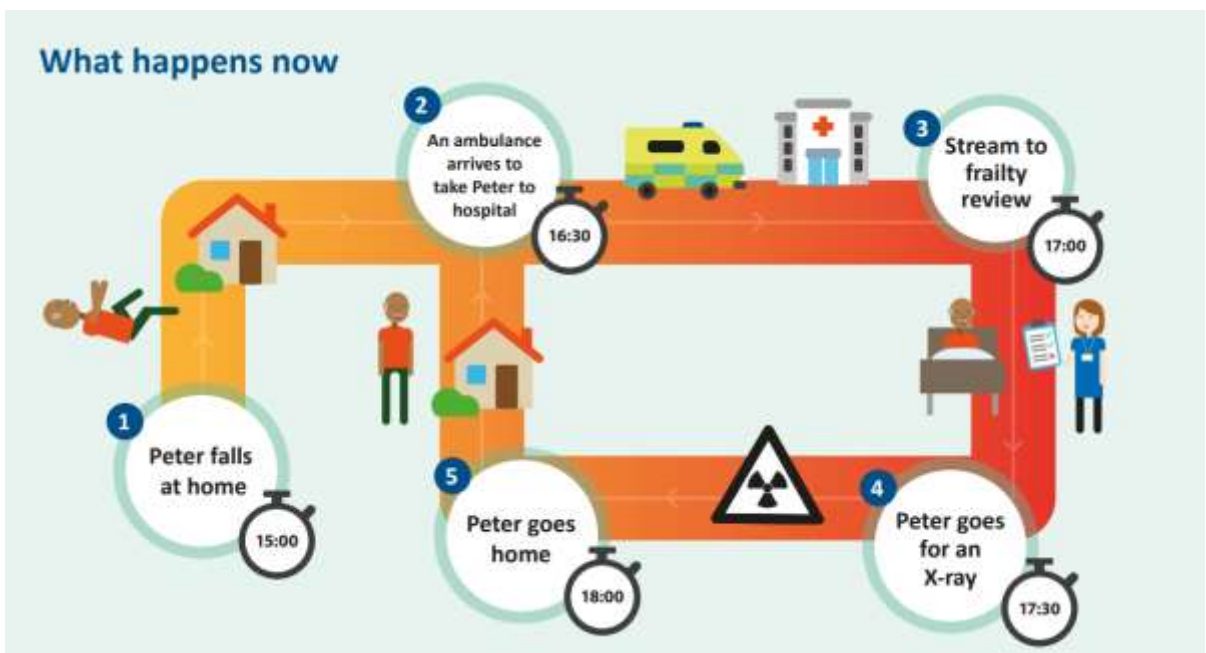 What happens now
1
Peter falls
at home
15:00
2
An ambulance
arrives to
take Peter to
hospital
16:30
3
Stream to
frailty
review
17:00
4
Peter goes
for an
X-ray
17:30
5
Peter goes
home
18:00